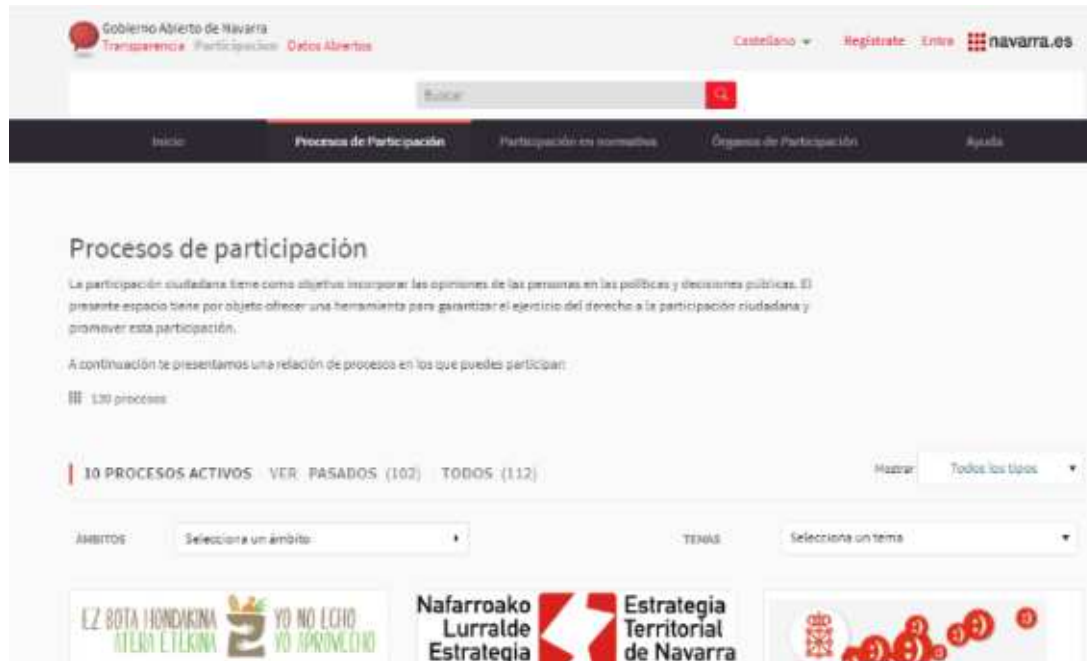 Gobierno Abierto de Navarra
Transparencia Participacion Datos Abiertos
Castellano Regístrate Entra navarra.es
Buscar
Inicio Procesos de Participación Participación en normativa Órganos de Participación Ayuda
Procesos de participación
La participación ciudadana tiene como objetivo incorporar las opiniones de las personas en las políticas y decisiones públicas. El
presente espacio tiene por objeto ofrecer una herramienta para garantizar el ejercicio del derecho a la participación ciudadana y
promover esta participación.
A continuación te presentamos una relación de procesos en los que puedes participar:
130 procesos
10 PROCESOS ACTIVOS VER PASADOS (102) TODOS (112)
Mostrar Todos los tipos
ÁMBITOS Selecciona un ámbito
TEMAS Selecciona un tema
EZ BOTA HONDAKINA
ATERA ETEKINA
YO NO ECHO
YO APROVECHO
Nafarroako
Lurralde
Estrategia
Estrategia
Territorial
de Navarra